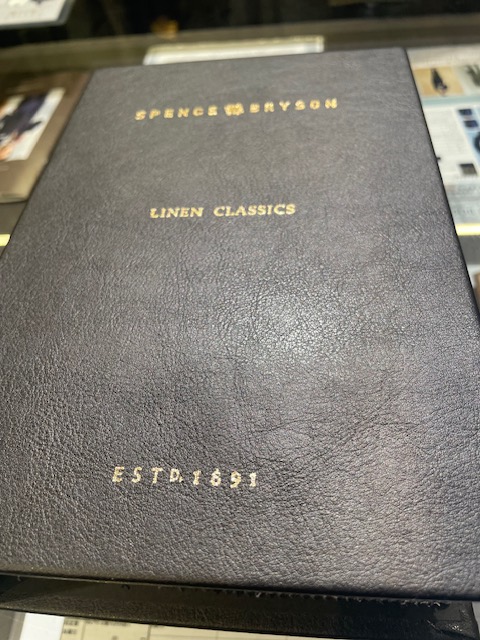 SPENCE BRYSON
LINEN CLASSICS
ESTD.1891